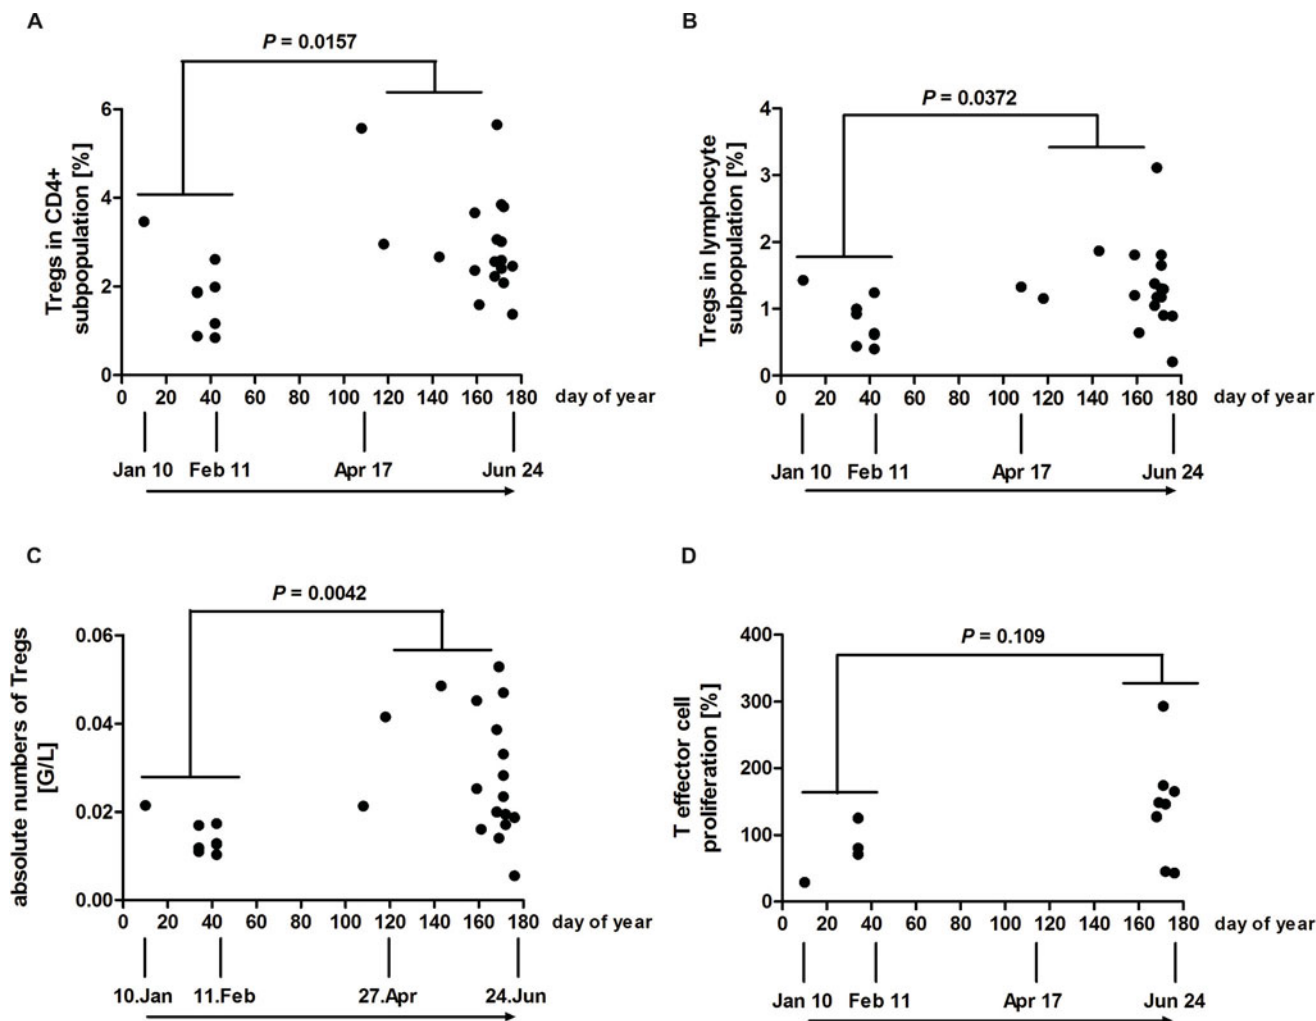 A
P = 0.0157
Tregs in CD4+
subpopulation [%]
6
4
2
0
0 20 40 60 80 100 120 140 160 180 day of year
Jan 10 Feb 11 Apr 17 Jun 24
B
P = 0.0372
Tregs in lymphocyte
subpopulation [%]
4
3
2
1
0
0 20 40 60 80 100 120 140 160 180 day of year
Jan 10 Feb 11 Apr 17 Jun 24
C
P = 0.0042
absolute numbers of Tregs
[G/L]
0.06
0.04
0.02
0.00
0 20 40 60 80 100 120 140 160 180 day of year
10.Jan 11.Feb 27.Apr 24.Jun
D
P = 0.109
T effector cell
proliferation [%]
400
300
200
100
0
0 20 40 60 80 100 120 140 160 180 day of year
Jan 10 Feb 11 Apr 17 Jun 24